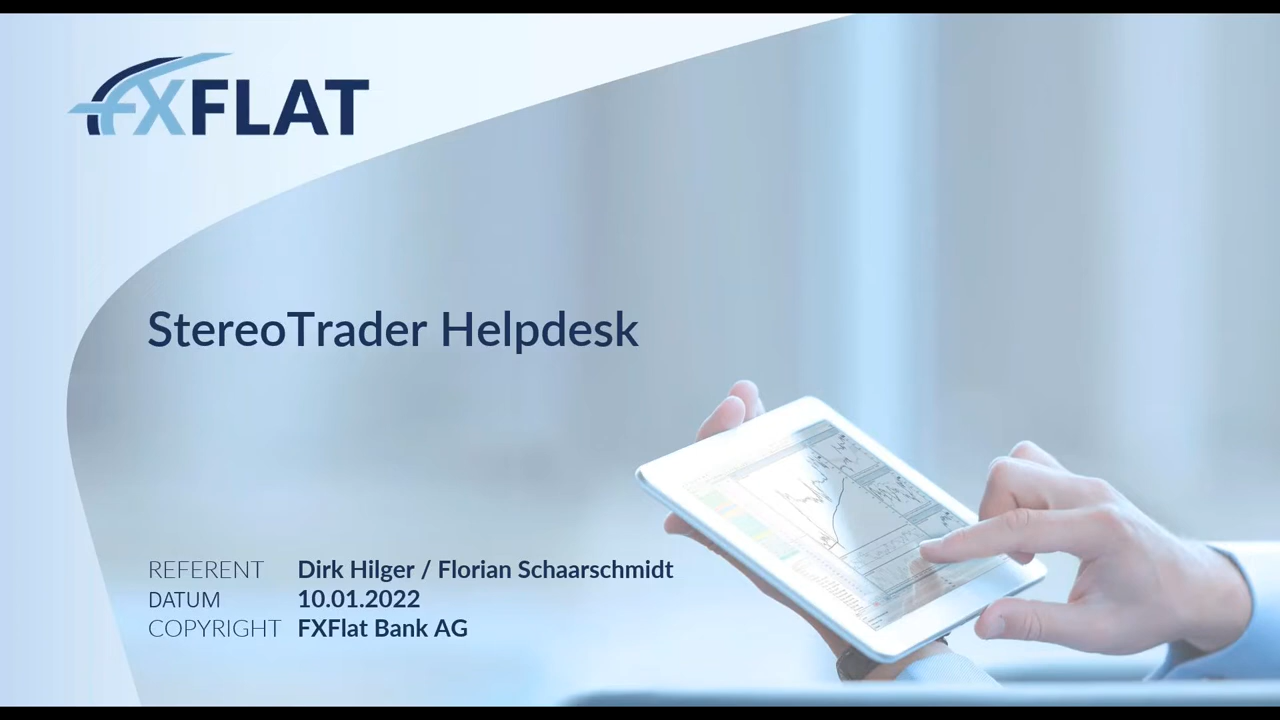 fXFLAT
StereoTrader Helpdesk
REFERENT Dirk Hilger / Florian Schaarschmidt
DATUM 10.01.2022
COPYRIGHT FXFlat Bank AG